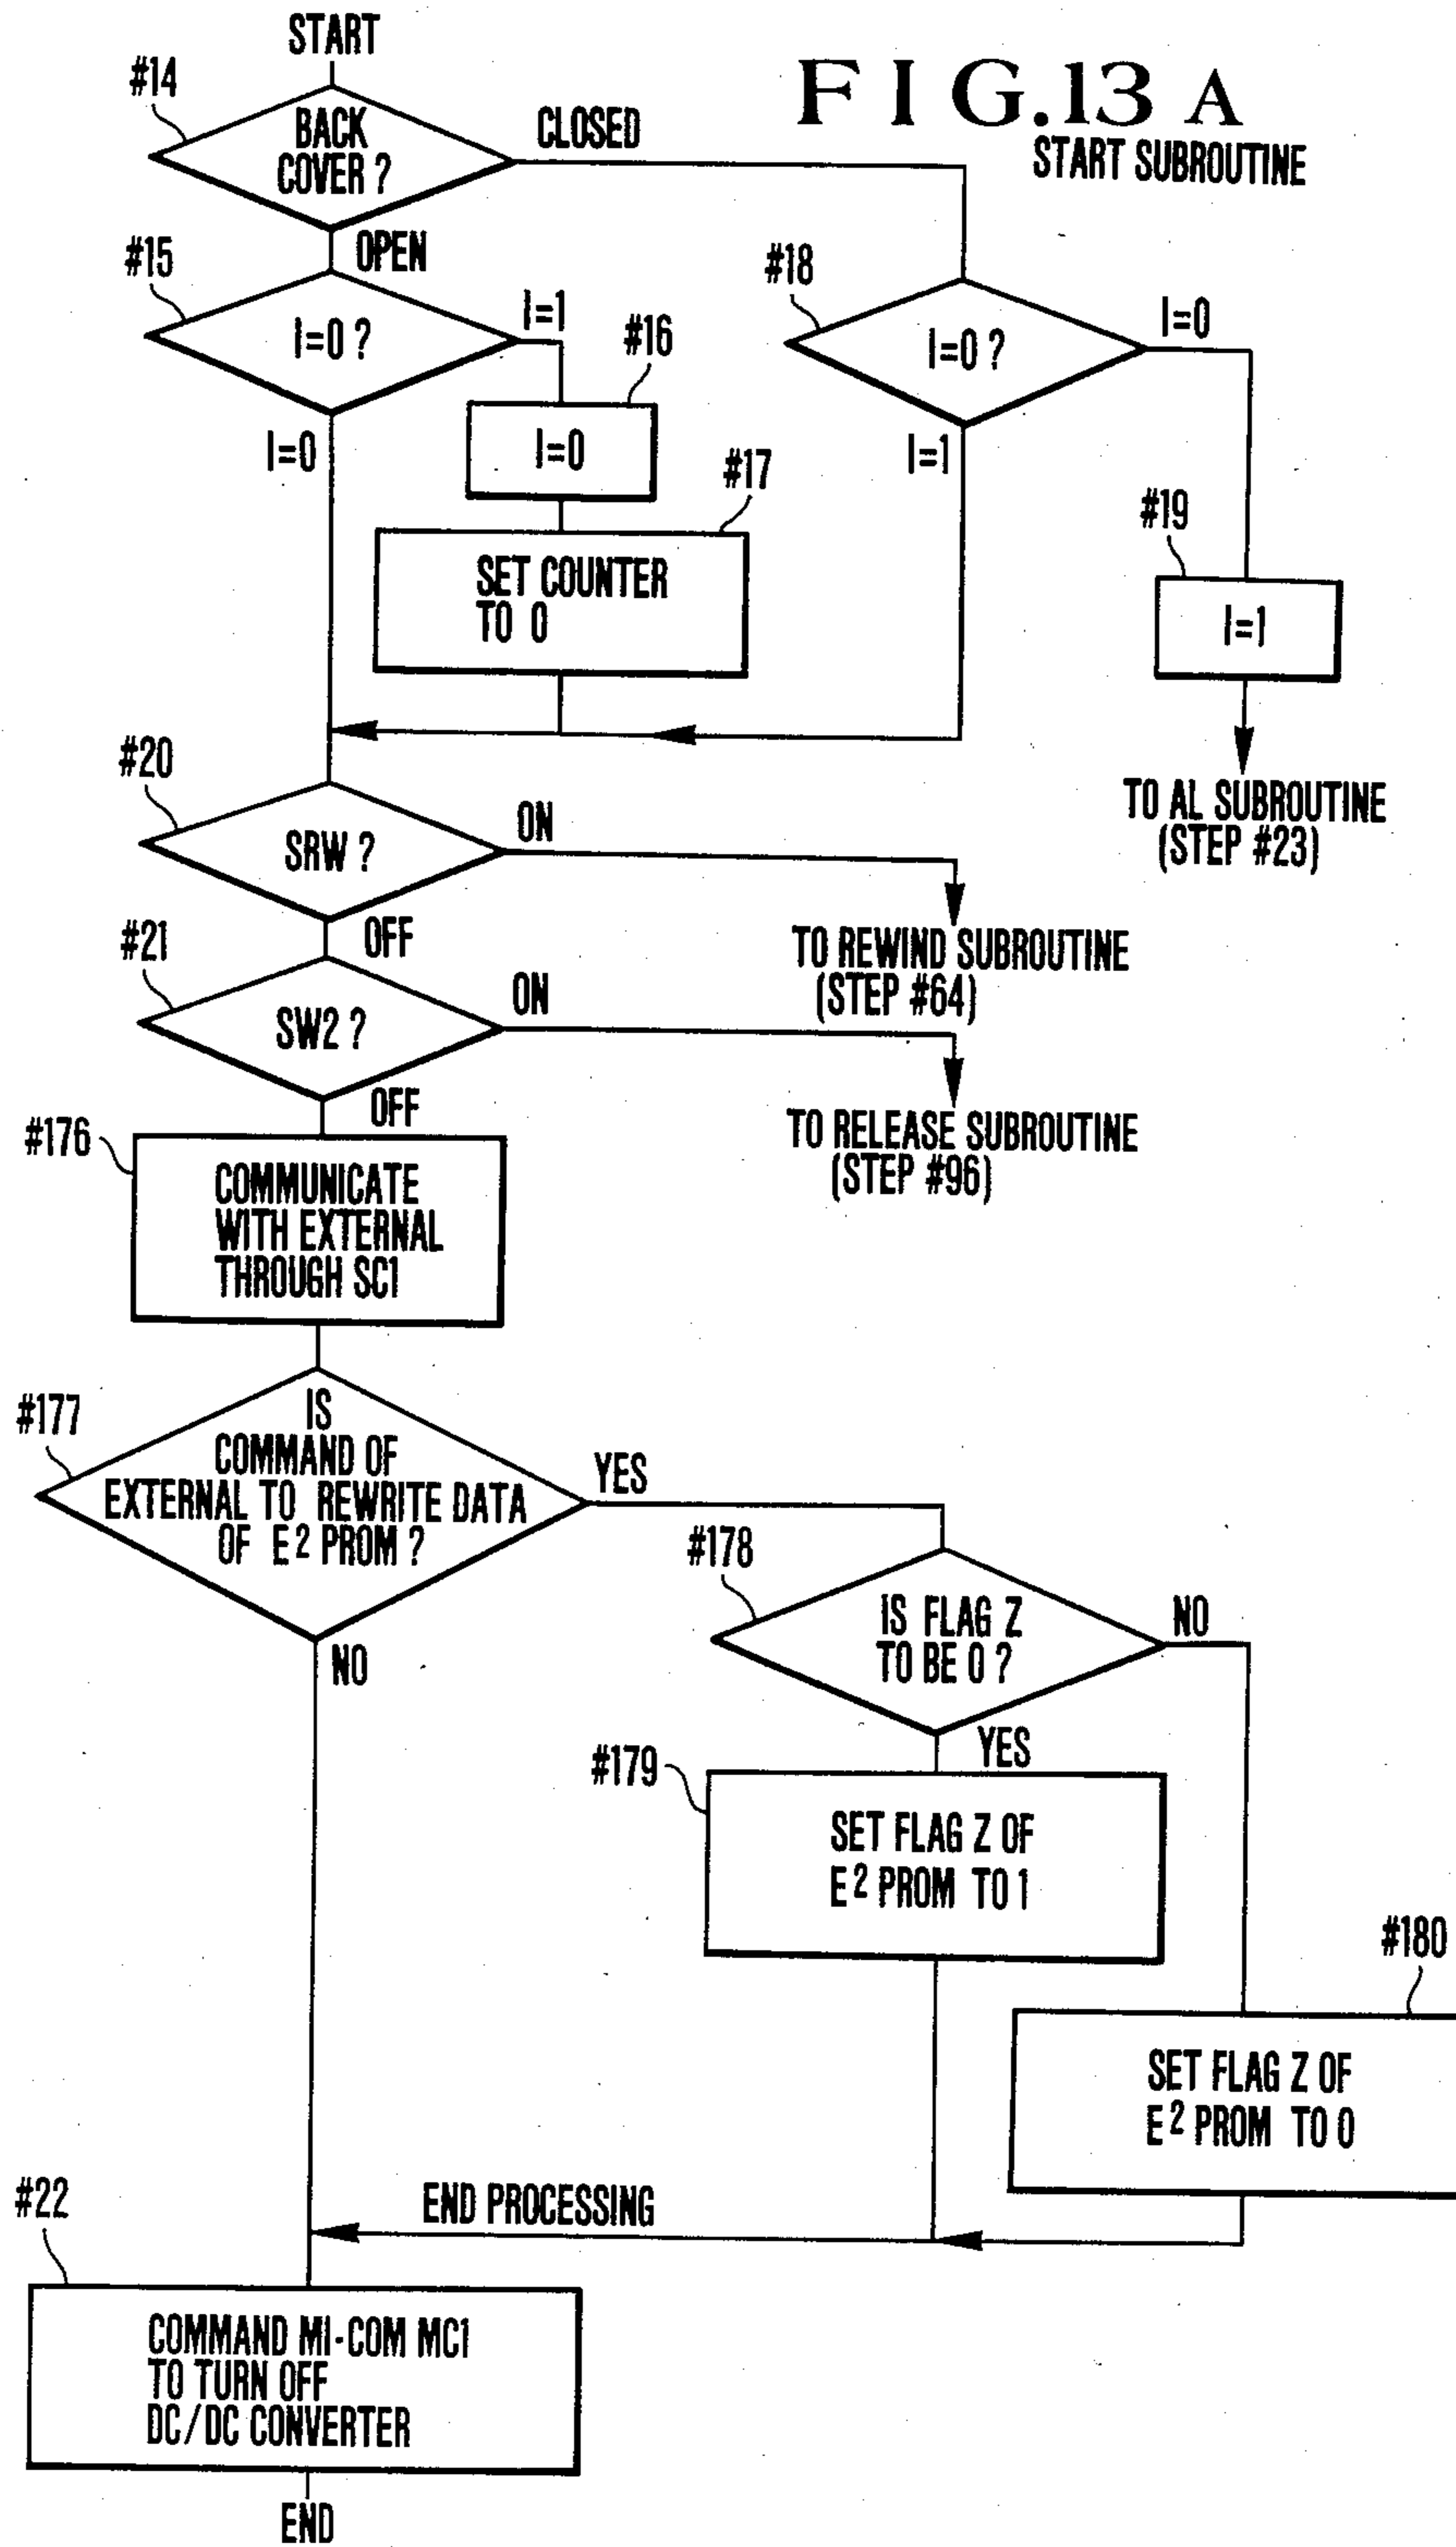 START
FIG.13 A
START SUBROUTINE
#14
BACK
COVER ?
CLOSED
OPEN
#15
I=0 ?
I=1
#16
I=0
#18
I=0 ?
I=0
I=0
#17
SET COUNTER
TO 0
I=1
#19
I=1
TO AL SUBROUTINE
(STEP #23)
#20
SRW ?
ON
TO REWIND SUBROUTINE
(STEP #64)
OFF
#21
SW2 ?
ON
TO RELEASE SUBROUTINE
(STEP #96)
OFF
#176
COMMUNICATE
WITH EXTERNAL
THROUGH SC1
#177
IS
COMMAND OF
EXTERNAL TO REWRITE DATA
OF E2 PROM ?
YES
NO
#178
IS FLAG Z
TO BE 0 ?
NO
YES
#179
SET FLAG Z OF
E2 PROM TO 1
#180
SET FLAG Z OF
E2 PROM TO 0
END PROCESSING
#22
COMMAND MI-COM MC1
TO TURN OFF
DC/DC CONVERTER
END